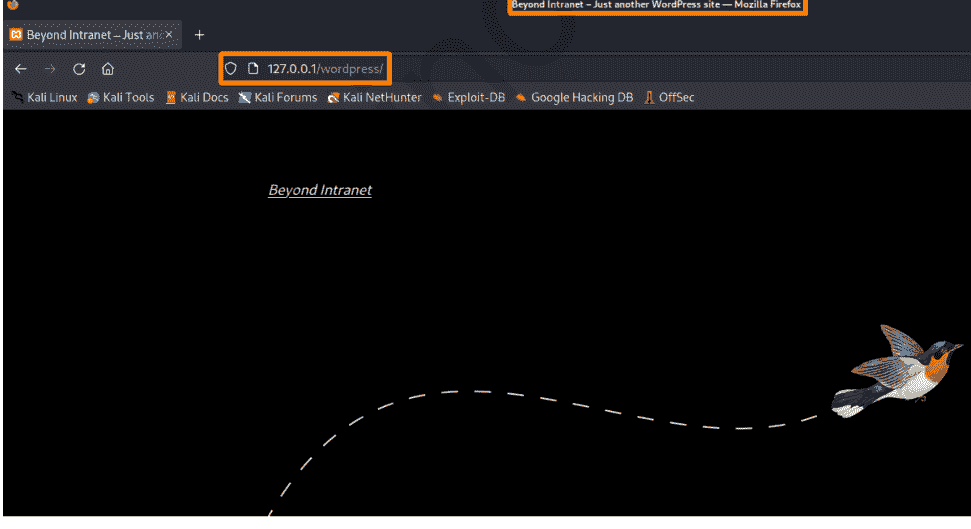 Beyond Intranet – Just another WordPress site — Mozilla Firefox
Beyond Intranet – Just an
127.0.0.1/wordpress/
Kali Linux Kali Tools Kali Docs Kali Forums Kali NetHunter Exploit-DB Google Hacking DB OffSec
Beyond Intranet